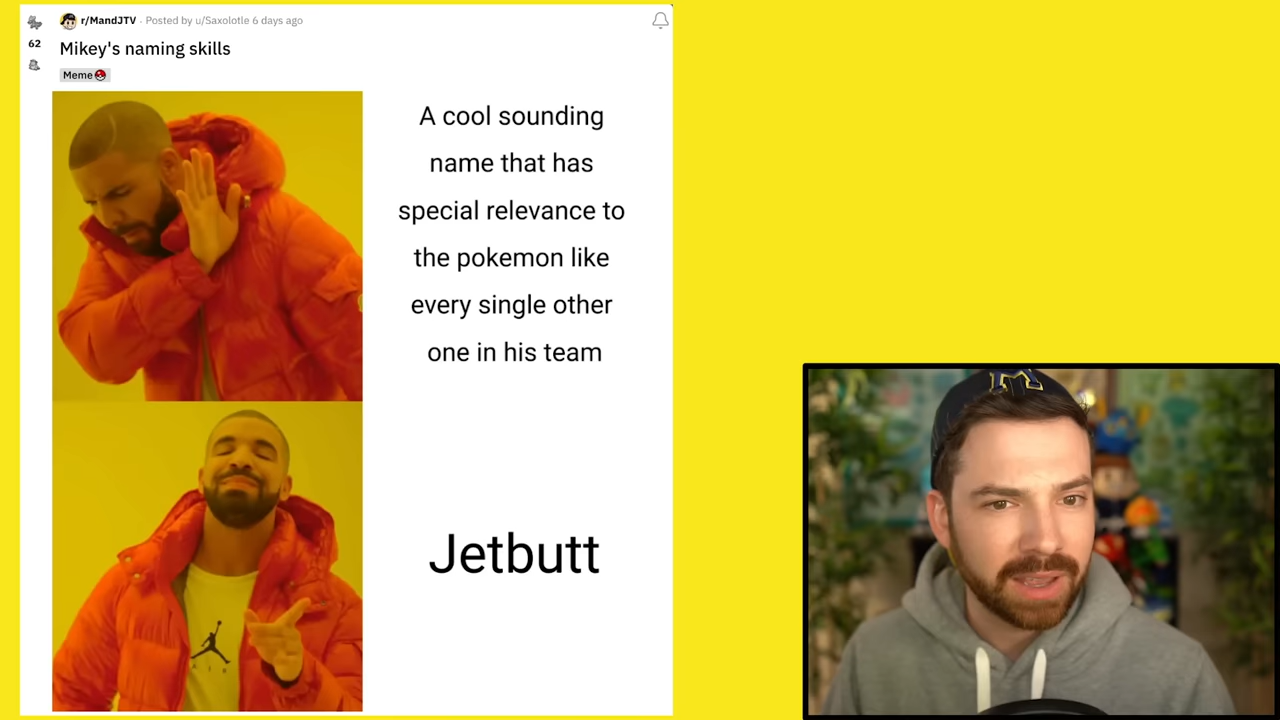 r/MandJTV · Posted by u/Saxolotle 6 days ago
62
Mikey's naming skills
Meme
A cool sounding
name that has
special relevance to
the pokemon like
every single other
one in his team
Jetbutt
AIR
M